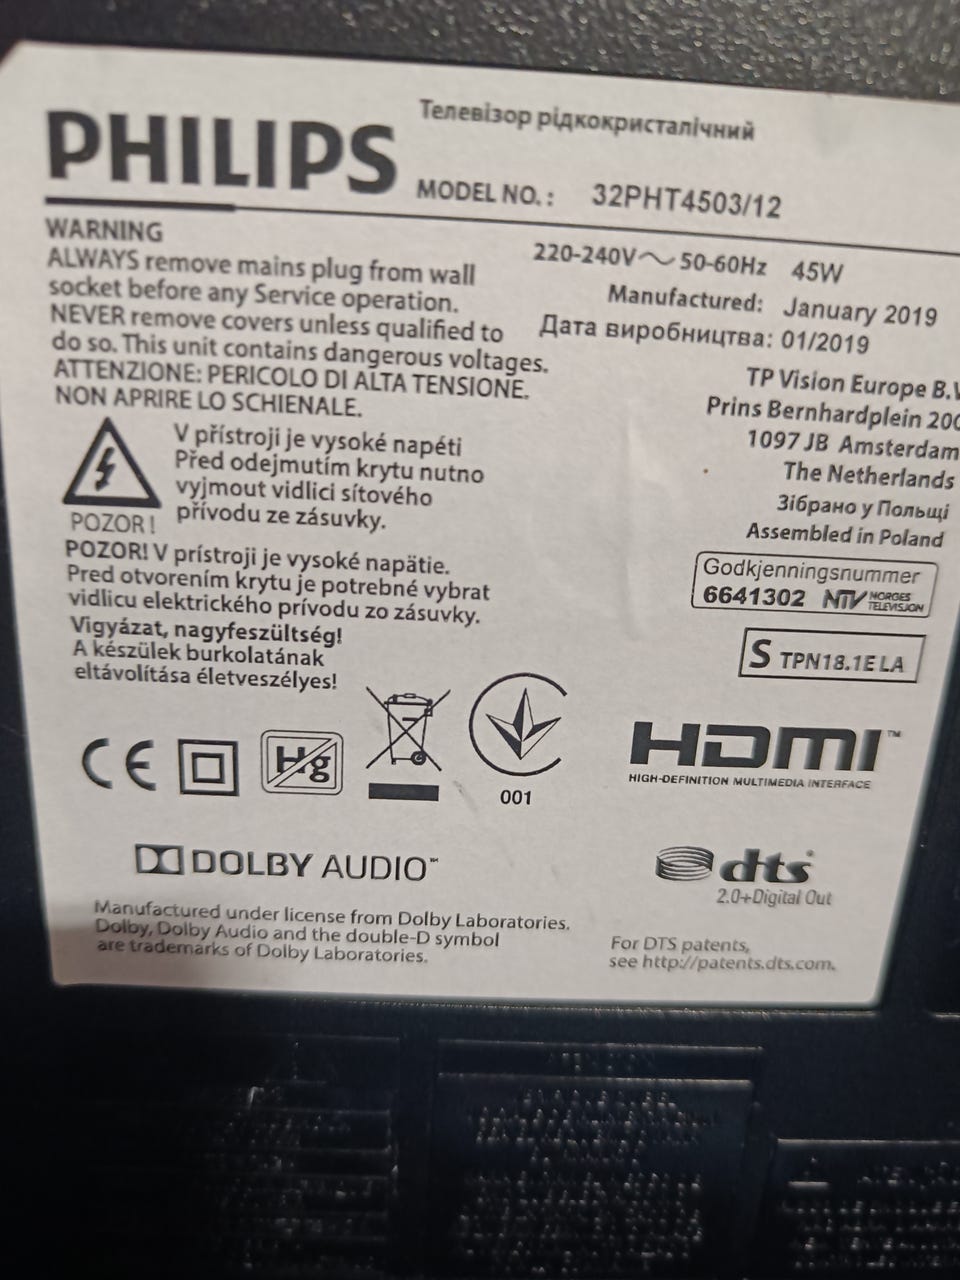 Телевізор рідкокристалічний
PHILIPS
MODEL NO.: 32PHT4503/12
WARNING
ALWAYS remove mains plug from wall
socket before any Service operation.
NEVER remove covers unless qualified to
do so. This unit contains dangerous voltages.
ATTENZIONE: PERICOLO DI ALTA TENSIONE.
NON APRIRE LO SCHIENALE.
V přístroji je vysoké napéti
Před odejmutím krytu nutno
vyjmout vidlici sítového
přívodu ze zásuvky.
POZOR!
POZOR! V prístroji je vysoké napätie.
Pred otvorením krytu je potrebné vybrat
vidlicu elektrického prívodu zo zásuvky.
Vigyázat, nagyfeszültség!
A készülek burkolatának
eltávolítása életveszélyes!
220-240V~ 50-60Hz 45W
Manufactured: January 2019
Дата виробництва: 01/2019
TP Vision Europe B.V
Prins Bernhardplein 200
1097 JB Amsterdam
The Netherlands
Зібрано у Польщі
Assembled in Poland
Godkjenningsnummer
6641302 NTV NORGES
TELEVISJON
S TPN18.1E LA
CE
Hg
001
HDMI™
HIGH-DEFINITION MULTIMEDIA INTERFACE
DOLBY AUDIO™
Manufactured under license from Dolby Laboratories.
Dolby, Dolby Audio and the double-D symbol
are trademarks of Dolby Laboratories.
dts
2.0+Digital Out
For DTS patents,
see http://patents.dts.com.